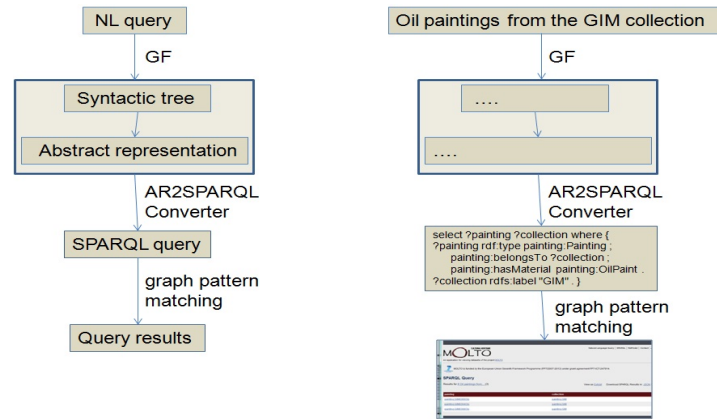 NL query
GF
Syntactic tree
Abstract representation
AR2SPARQL
Converter
SPARQL query
graph pattern
matching
Query results
Oil paintings from the GIM collection
GF
....
....
AR2SPARQL
Converter
select ?painting ?collection where {
?painting rdf:type painting:Painting ;
painting:belongsTo ?collection ;
painting:hasMaterial painting:OilPaint .
?collection rdfs:label "GIM" . }
graph pattern
matching
MOLTO
SPARQL Query